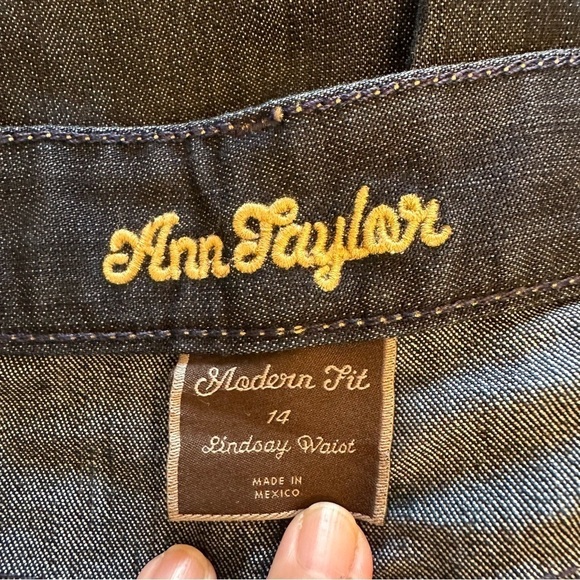 Ann Taylor
Modern Fit
14
Lindsay Waist
MADE IN
MEXICO